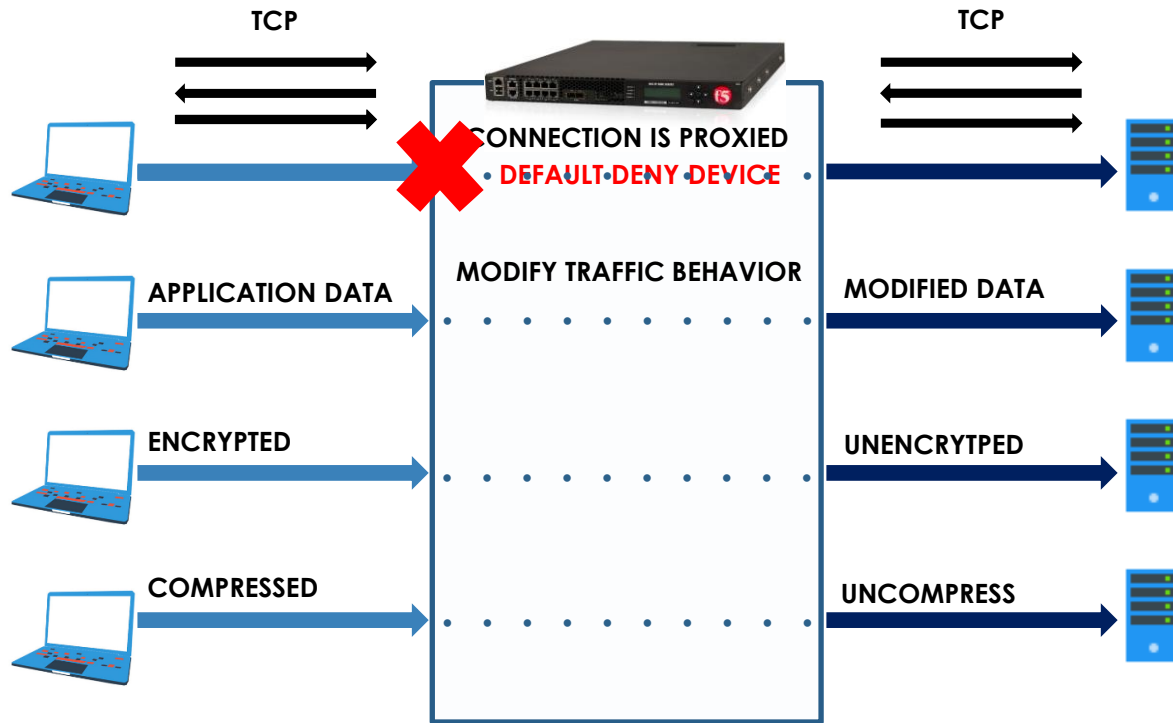 TCP
TCP
f5
CONNECTION IS PROXIED
DEFAULT DENY DEVICE
MODIFY TRAFFIC BEHAVIOR
APPLICATION DATA
MODIFIED DATA
ENCRYPTED
UNENCRYTPED
COMPRESSED
UNCOMPRESS